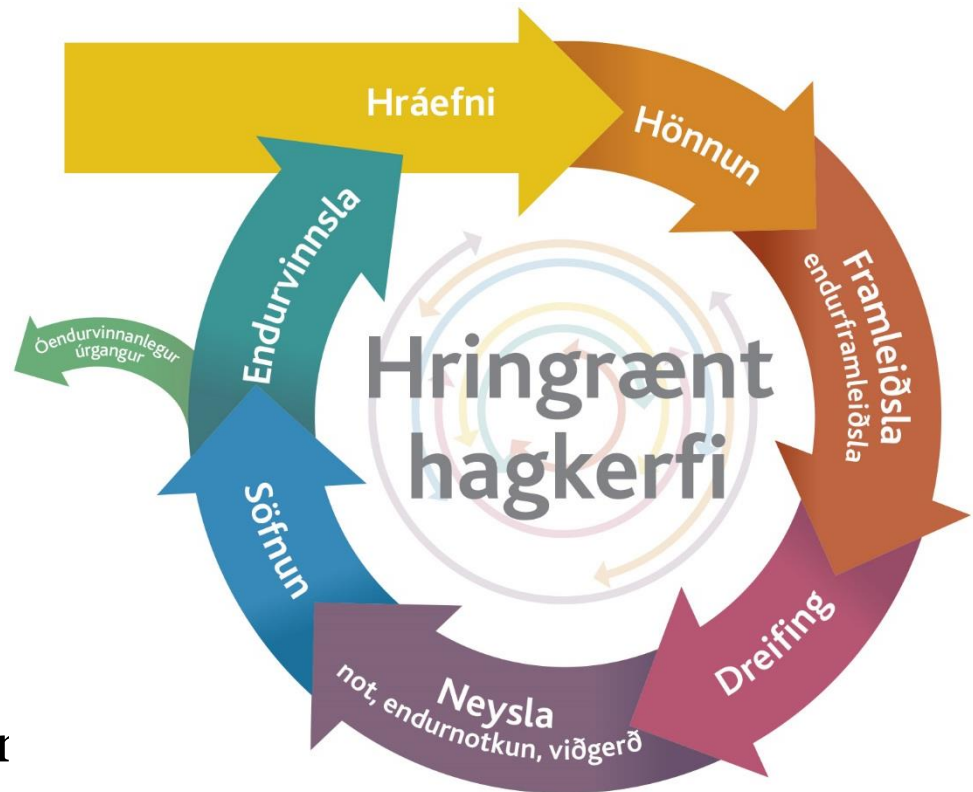 Hráefni
Hönnun
Framleiðsla
endurframleiðsla
Dreifing
Neysla
not, endurnotkun, viðgerð
Söfnun
Endurvinnsla
Óendurvinnanlegur
úrgangur
Hringrænt
hagkerfi